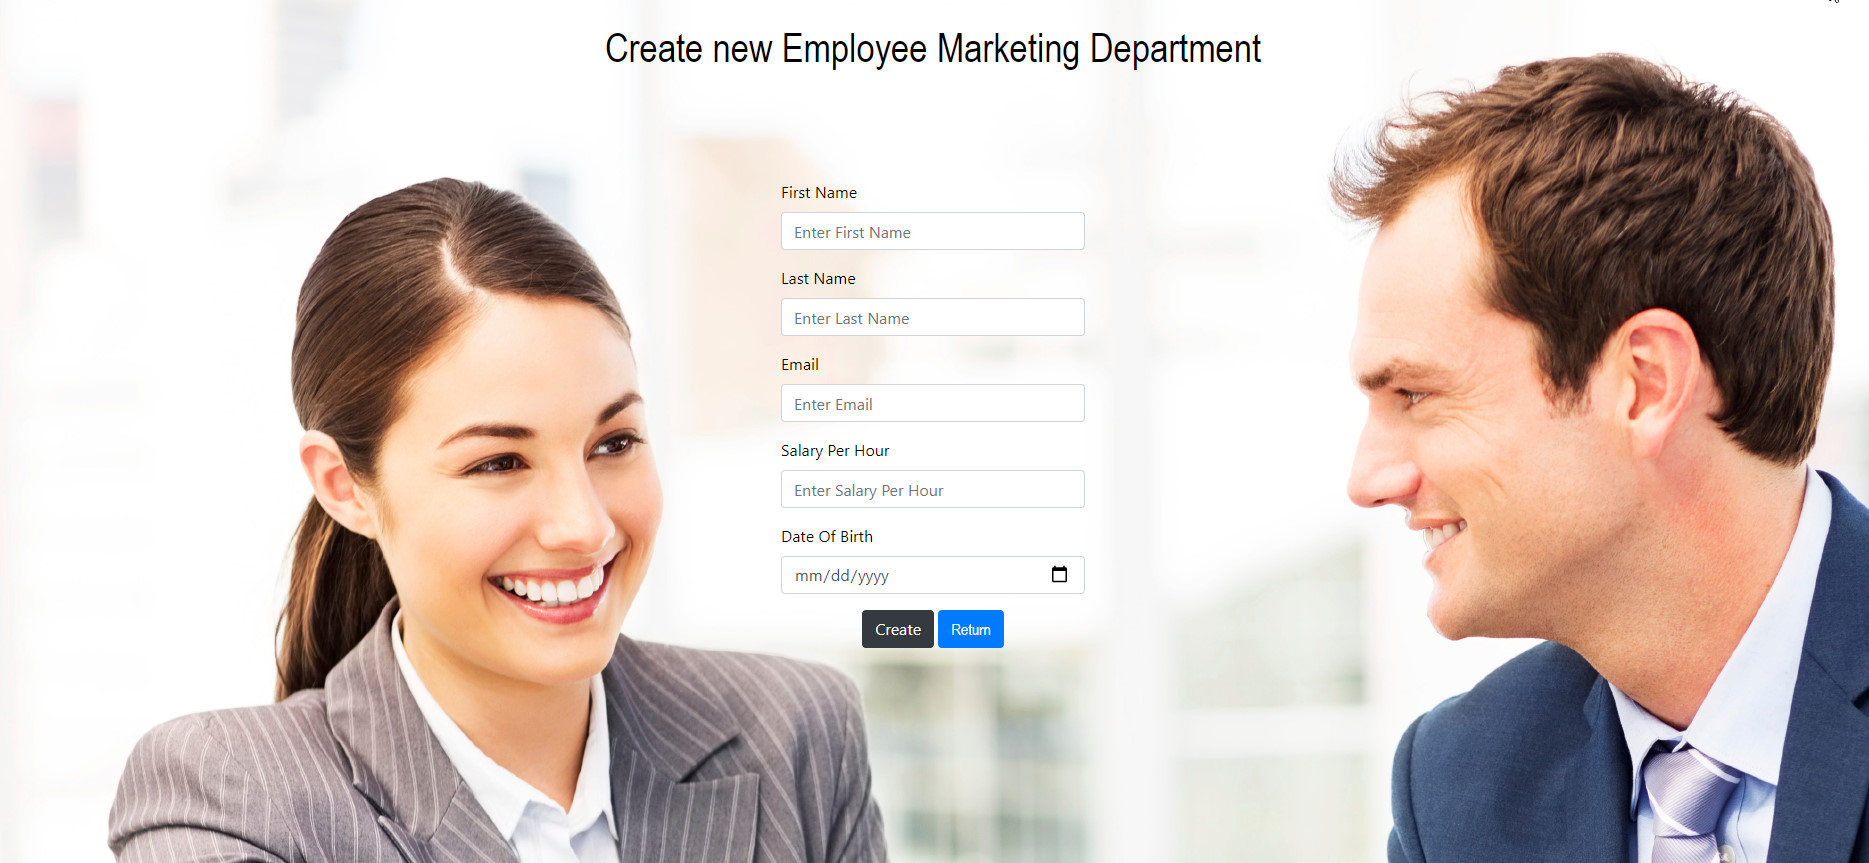 Create new Employee Marketing Department
First Name
Enter First Name
Last Name
Enter Last Name
Email
Enter Email
Salary Per Hour
Enter Salary Per Hour
Date Of Birth
mm/dd/yyyy
Create Return